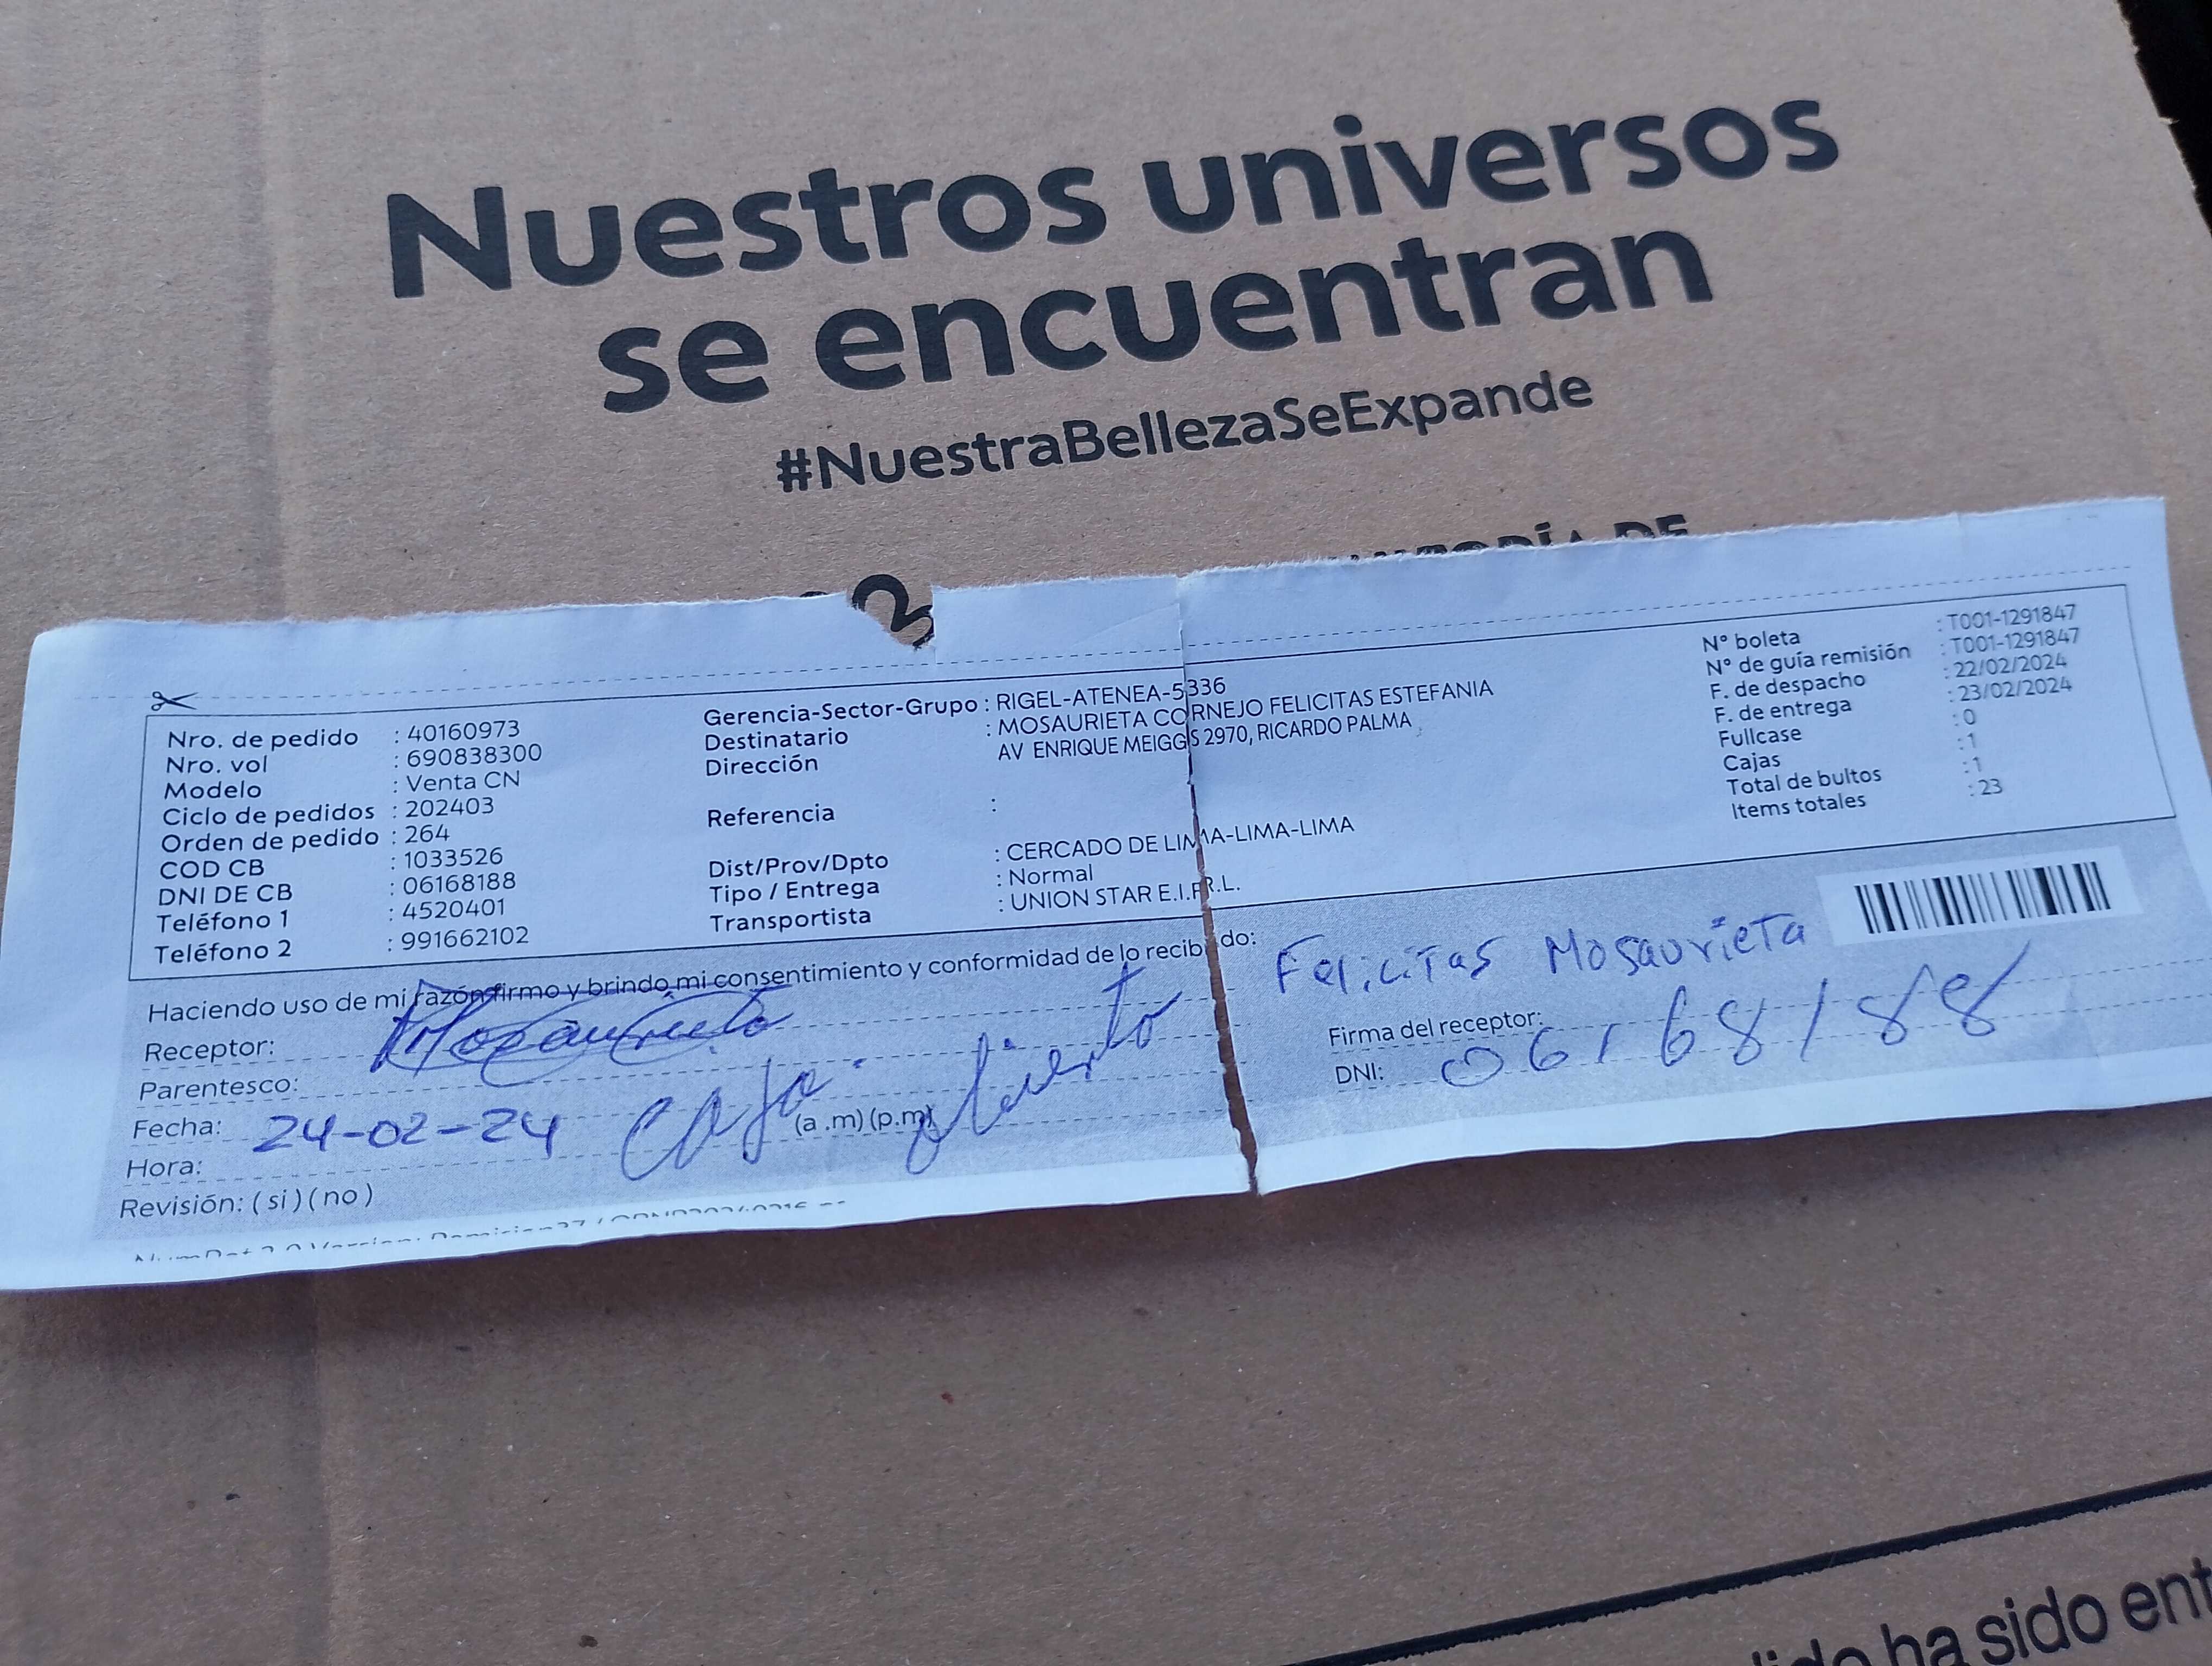 Nuestros universos
se encuentran
#NuestraBellezaSeExpande
DE
Nro. de pedido : 40160973
Nro. vol : 690838300
Modelo : Venta CN
Ciclo de pedidos : 202403
Orden de pedido : 264
COD CB : 1033526
DNI DE CB : 06168188
Teléfono 1 : 4520401
Teléfono 2 : 991662102
Gerencia-Sector-Grupo : RIGEL-ATENEA-5336
Destinatario : MOSAURIETA CORNEJO FELICITAS ESTEFANIA
Dirección AV ENRIQUE MEIGGS 2970, RICARDO PALMA
Referencia :
Dist/Prov/Dpto : CERCADO DE LIMA-LIMA-LIMA
Tipo / Entrega : Normal
Transportista : UNION STAR E.I.R.L.
N° boleta : T001-1291847
N° de guía remisión : T001-1291847
F. de despacho : 22/02/2024
F. de entrega : 23/02/2024
Fullcase : 0
Cajas : 1
Total de bultos : 1
Items totales : 23
Haciendo uso de mi razón firmo y brindo mi consentimiento y conformidad de lo recibido:
Receptor: Mosaurieta
Parentesco:
Fecha: 24-02-24 Caja abierto
Hora: (a .m) (p.m)
Revisión: ( si ) ( no )
Felicitas Mosaurieta
Firma del receptor:
DNI: 06168188
ha sido ent